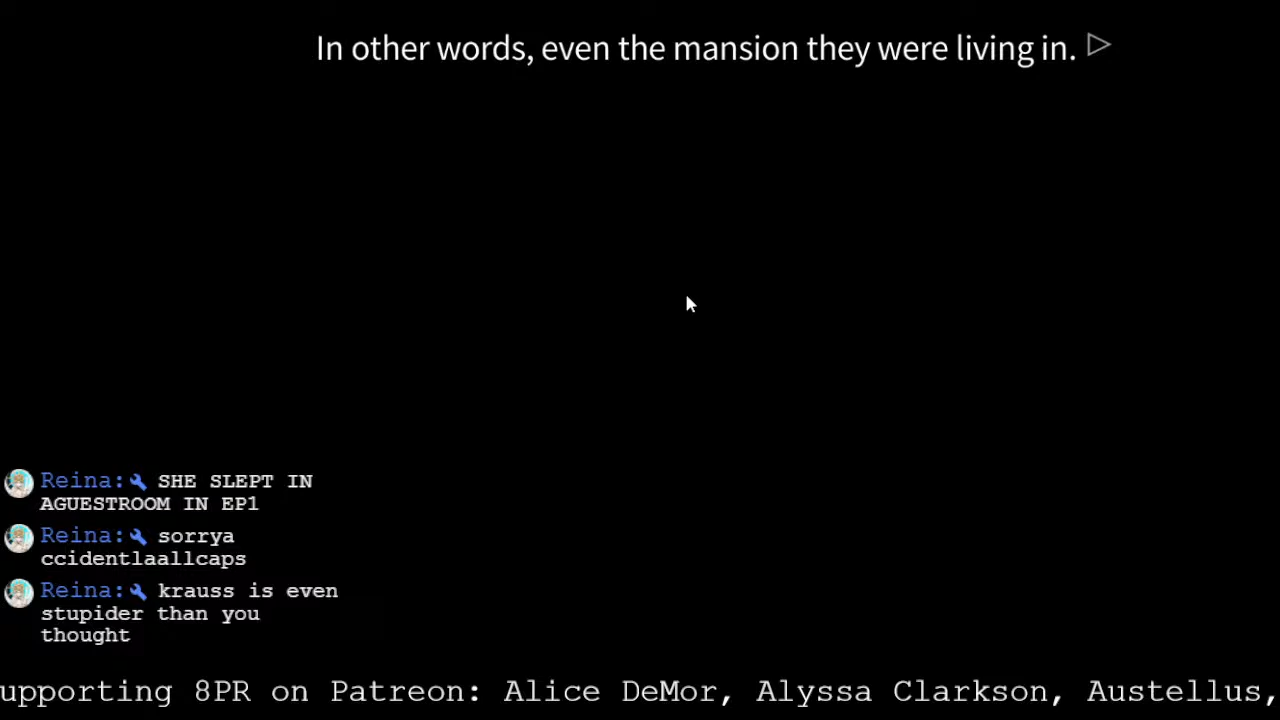 In other words, even the mansion they were living in.
Reina: SHE SLEPT IN
AGUESTROOM IN EP1
Reina: sorrya
ccidentlaallcaps
Reina: krauss is even
stupider than you
thought
upporting 8PR on Patreon: Alice DeMor, Alyssa Clarkson, Austellus,